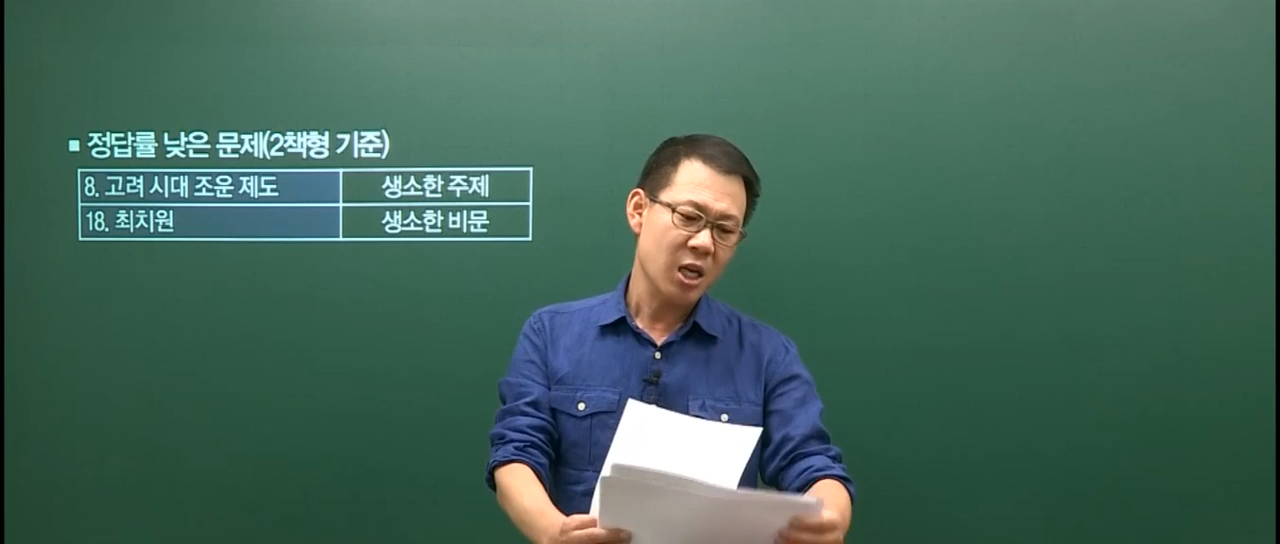 ▪ 정답률 낮은 문제(2책형 기준)
8. 고려 시대 조운 제도 생소한 주제
18. 최치원 생소한 비문